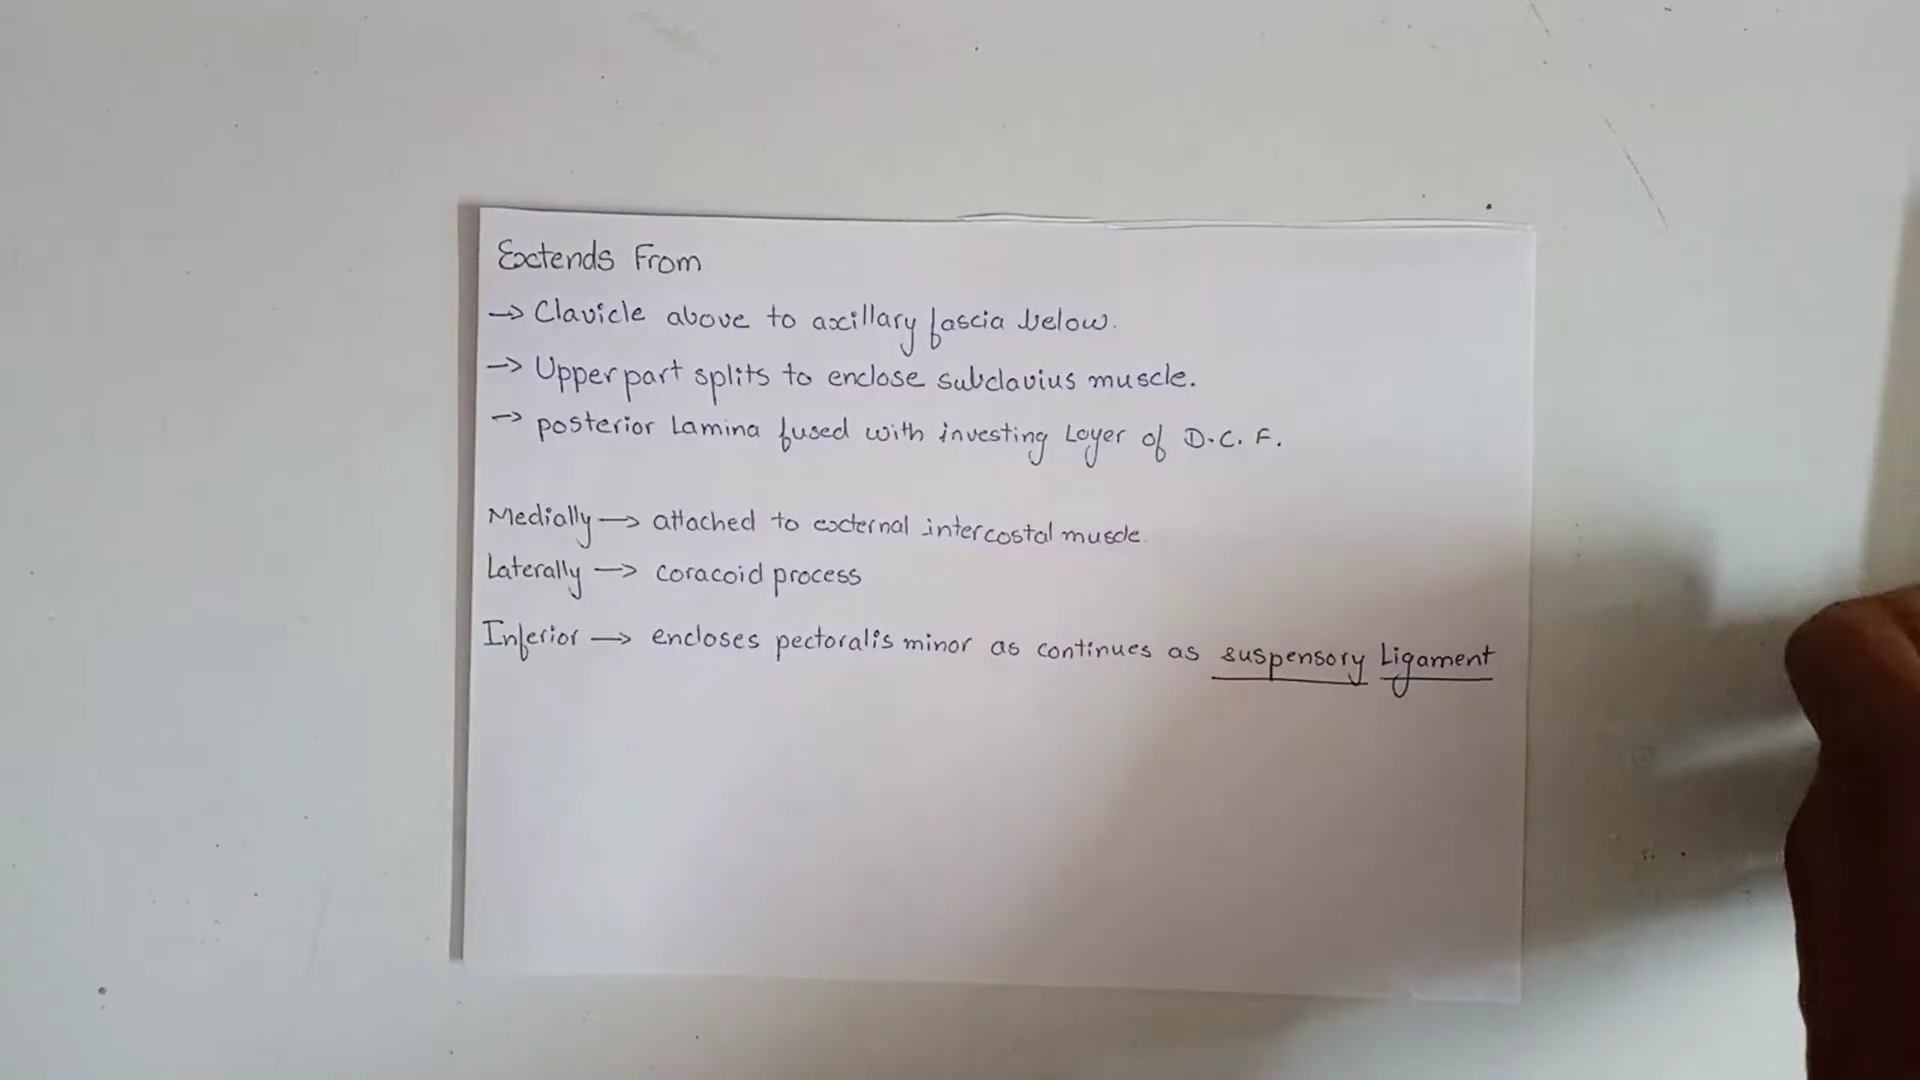 Extends From
→ Clavicle above to axillary fascia below.
→ Upper part splits to enclose subclavius muscle.
→ posterior Lamina fused with investing Layer of D.C.F.
Medially → attached to external intercostal muscle.
Laterally → coracoid process
Inferior → encloses pectoralis minor as continues as suspensory Ligament